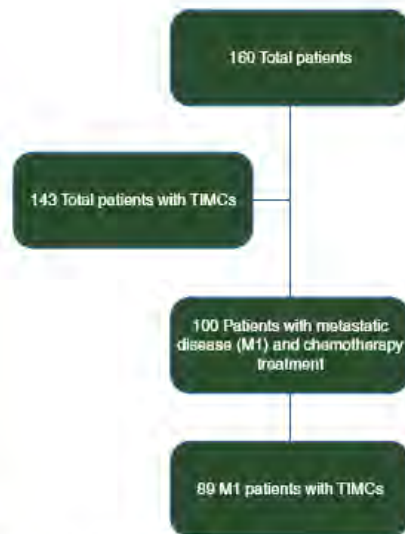 160 Total patients
143 Total patients with TIMCs
100 Patients with metastatic
disease (M1) and chemotherapy
treatment
89 M1 patients with TIMCs